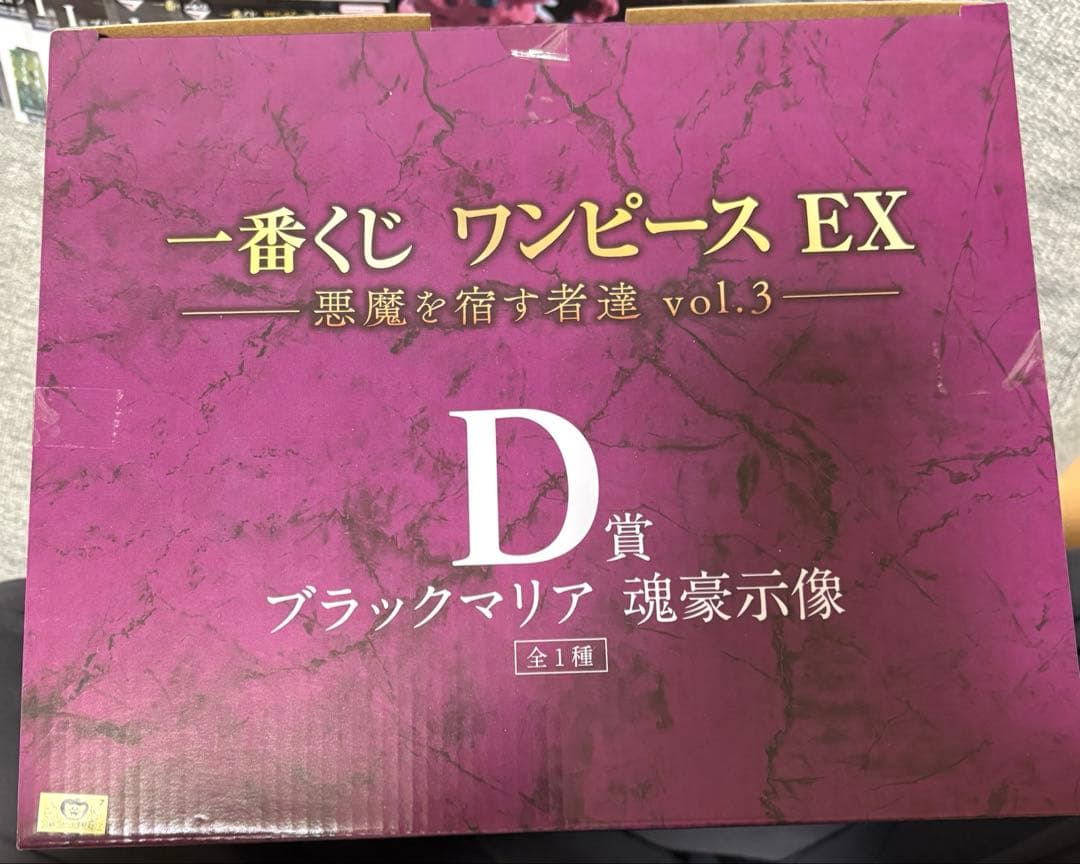 一番くじ ワンピース EX
悪魔を宿す者達 vol.3
D賞
ブラックマリア 魂豪示像
全1種